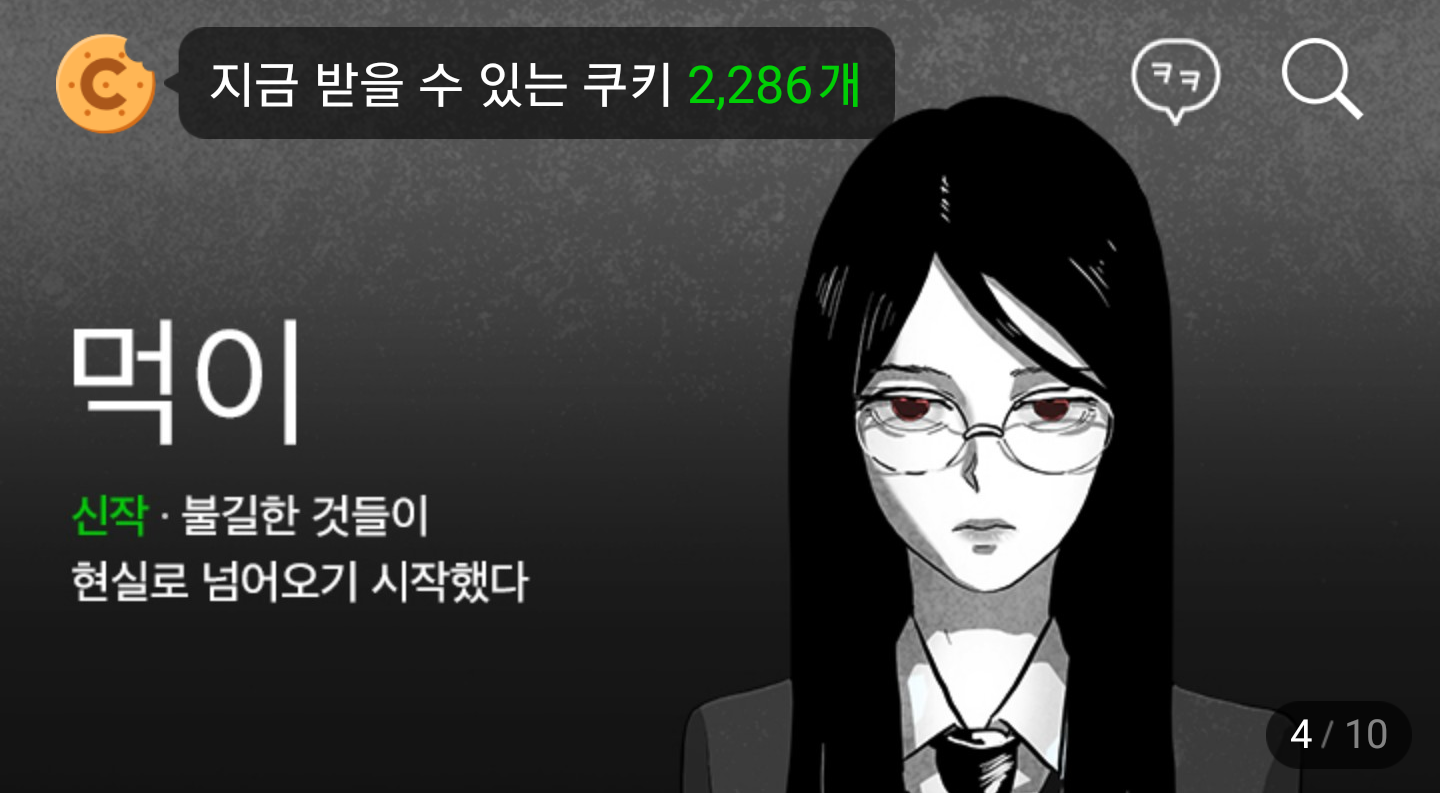 C
지금 받을 수 있는 쿠키 2,286개
ㅋㅋ
먹이
신작 · 불길한 것들이
현실로 넘어오기 시작했다
4 / 10